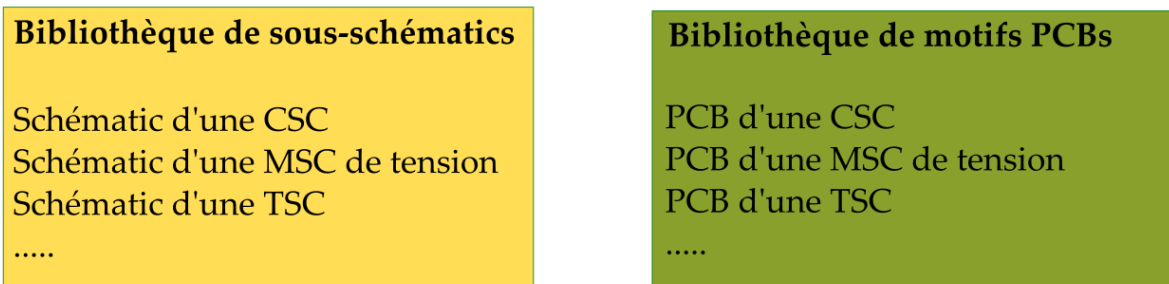 Bibliothèque de sous-schématics
Schématic d'une CSC
Schématic d'une MSC de tension
Schématic d'une TSC
.....
Bibliothèque de motifs PCBs
PCB d'une CSC
PCB d'une MSC de tension
PCB d'une TSC
.....